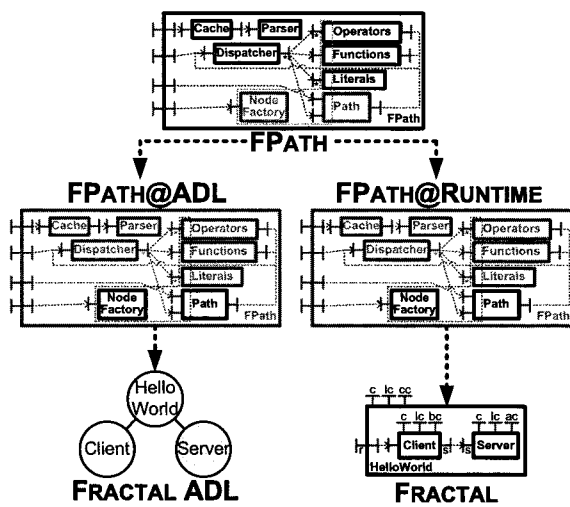 Cache Parser Operators
Dispatcher Functions
Literals
Node Factory Path
FPath
FPATH
FPATH@ADL FPATH@RUNTIME
Cache Parser Operators Cache Parser Operators
Dispatcher Functions Dispatcher Functions
Literals Literals
Node Factory Path Node Factory Path
FPath FPath
Hello World
Client Server
FRACTAL ADL
c lc cc
c lc bc c lc ac
r Client s s Server
HelloWorld
FRACTAL